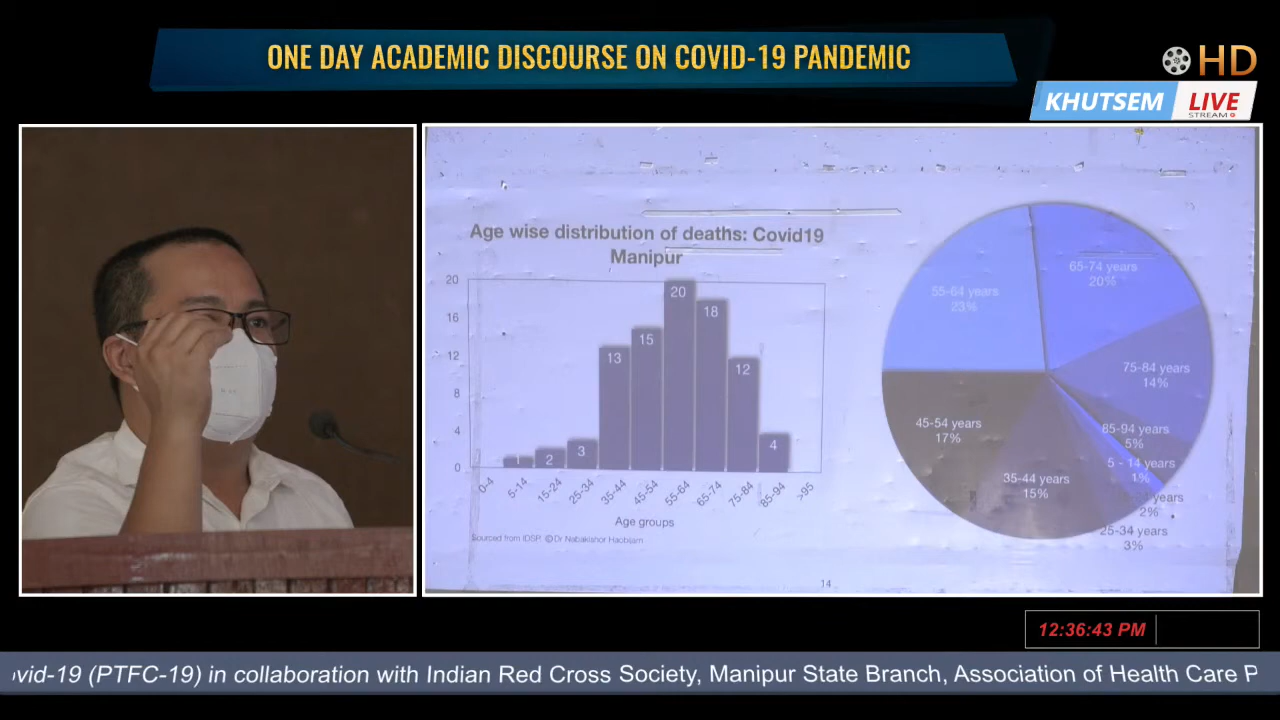 ONE DAY ACADEMIC DISCOURSE ON COVID-19 PANDEMIC
HD
KHUTSEM LIVE
STREAM
Age wise distribution of deaths: Covid19
Manipur
20
16
12
8
4
0
1
2
3
13
15
20
18
12
4
0-4
5-14
15-24
25-34
35-44
45-54
55-64
65-74
75-84
85-94
>95
Age groups
Sourced from IDSP. ©Dr Nabakishor Haobijam
55-64 years
23%
65-74 years
20%
75-84 years
14%
85-94 years
5%
5 - 14 years
1%
years
2%
25-34 years
3%
35-44 years
15%
45-54 years
17%
14
12:36:43 PM
vid-19 (PTFC-19) in collaboration with Indian Red Cross Society, Manipur State Branch, Association of Health Care P